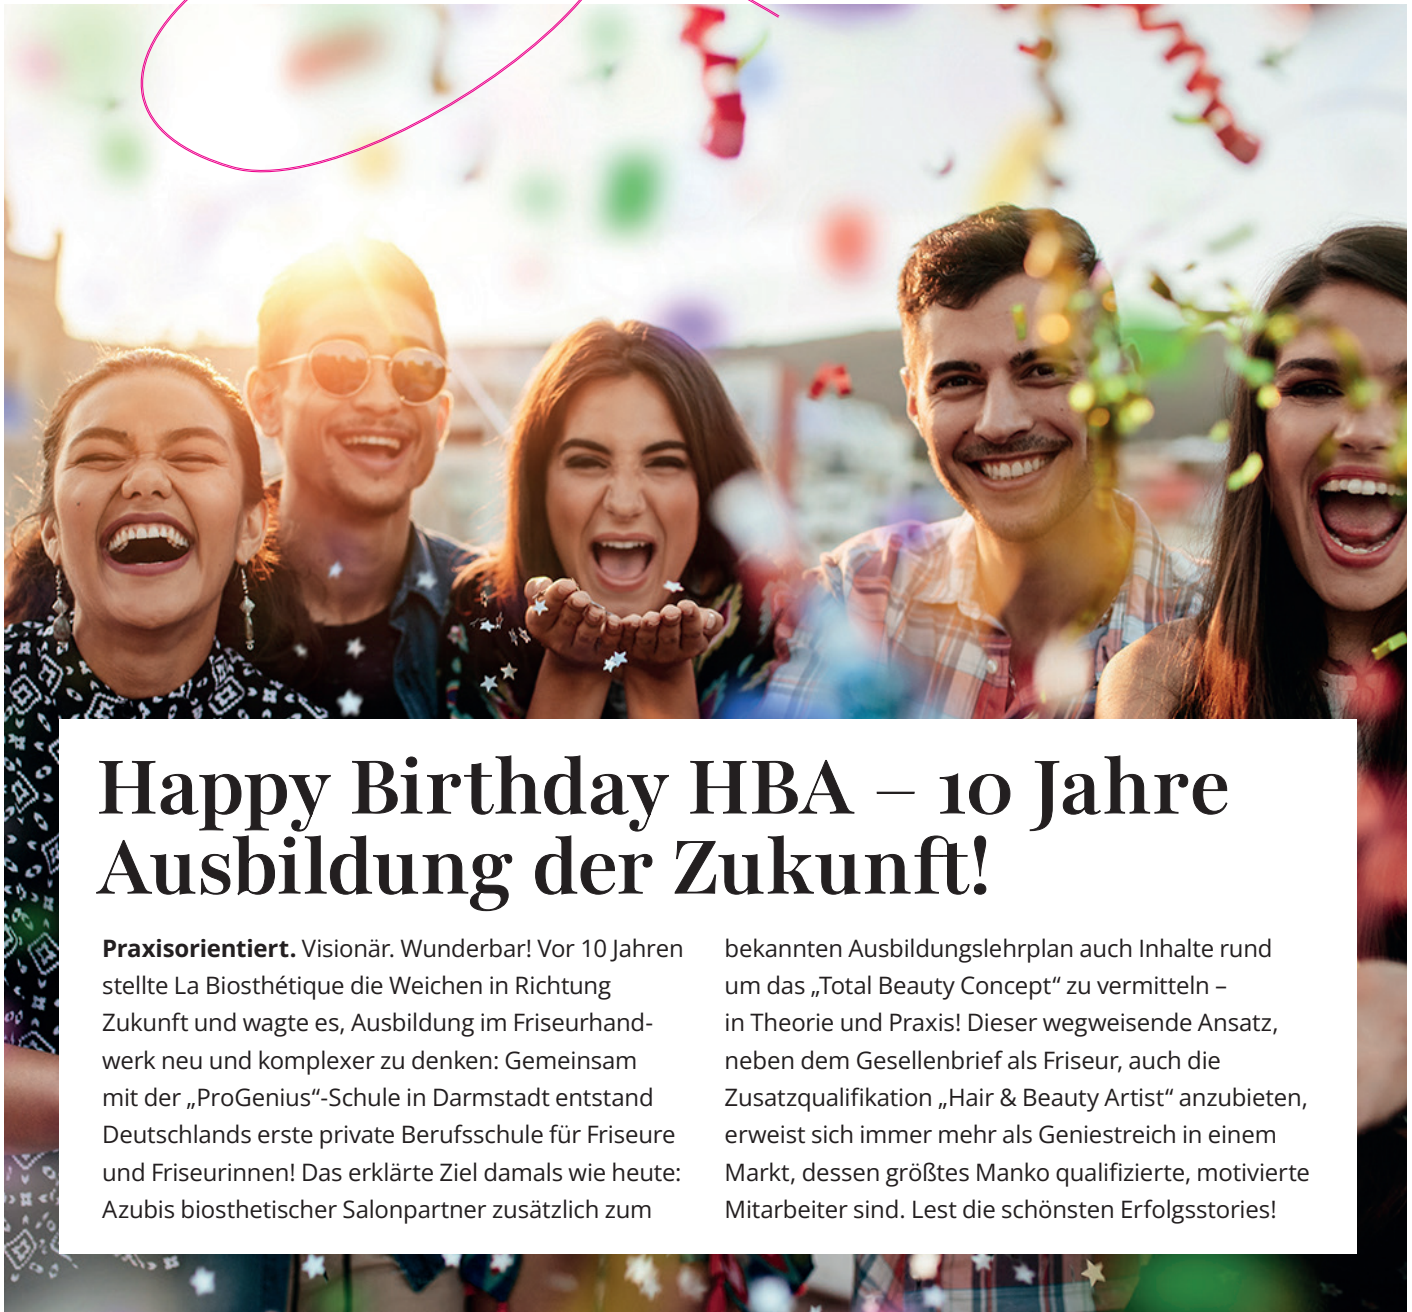 Happy Birthday HBA – 10 Jahre
Ausbildung der Zukunft!
Praxisorientiert. Visionär. Wunderbar! Vor 10 Jahren
stellte La Biosthétique die Weichen in Richtung
Zukunft und wagte es, Ausbildung im Friseurhand-
werk neu und komplexer zu denken: Gemeinsam
mit der „ProGenius“-Schule in Darmstadt entstand
Deutschlands erste private Berufsschule für Friseure
und Friseurinnen! Das erklärte Ziel damals wie heute:
Azubis biosthetischer Salonpartner zusätzlich zum
bekannten Ausbildungslehrplan auch Inhalte rund
um das „Total Beauty Concept“ zu vermitteln –
in Theorie und Praxis! Dieser wegweisende Ansatz,
neben dem Gesellenbrief als Friseur, auch die
Zusatzqualifikation „Hair & Beauty Artist“ anzubieten,
erweist sich immer mehr als Geniestreich in einem
Markt, dessen größtes Manko qualifizierte, motivierte
Mitarbeiter sind. Lest die schönsten Erfolgsstories!